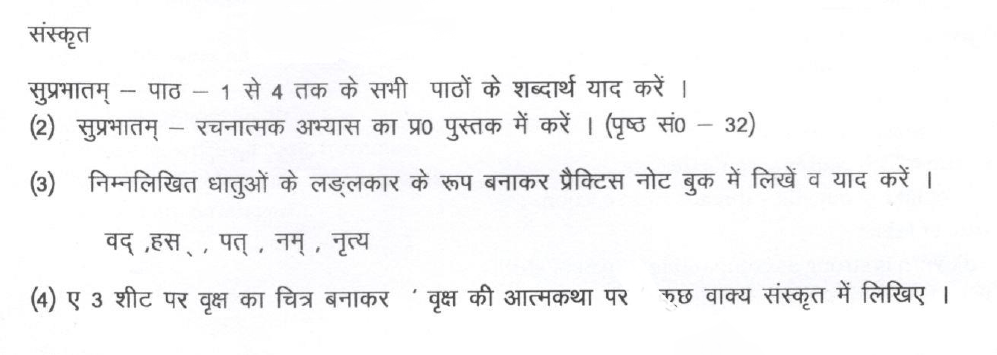 संस्कृत
सुप्रभातम् – पाठ – 1 से 4 तक के सभी पाठों के शब्दार्थ याद करें ।
(2) सुप्रभातम् – रचनात्मक अभ्यास का प्र0 पुस्तक में करें । (पृष्ठ सं0 – 32)
(3) निम्नलिखित धातुओं के लङ्लकार के रूप बनाकर प्रैक्टिस नोट बुक में लिखें व याद करें ।
वद् ,हस् , पत् , नम् , नृत्य
(4) ए 3 शीट पर वृक्ष का चित्र बनाकर ‘ वृक्ष की आत्मकथा पर कुछ वाक्य संस्कृत में लिखिए ।